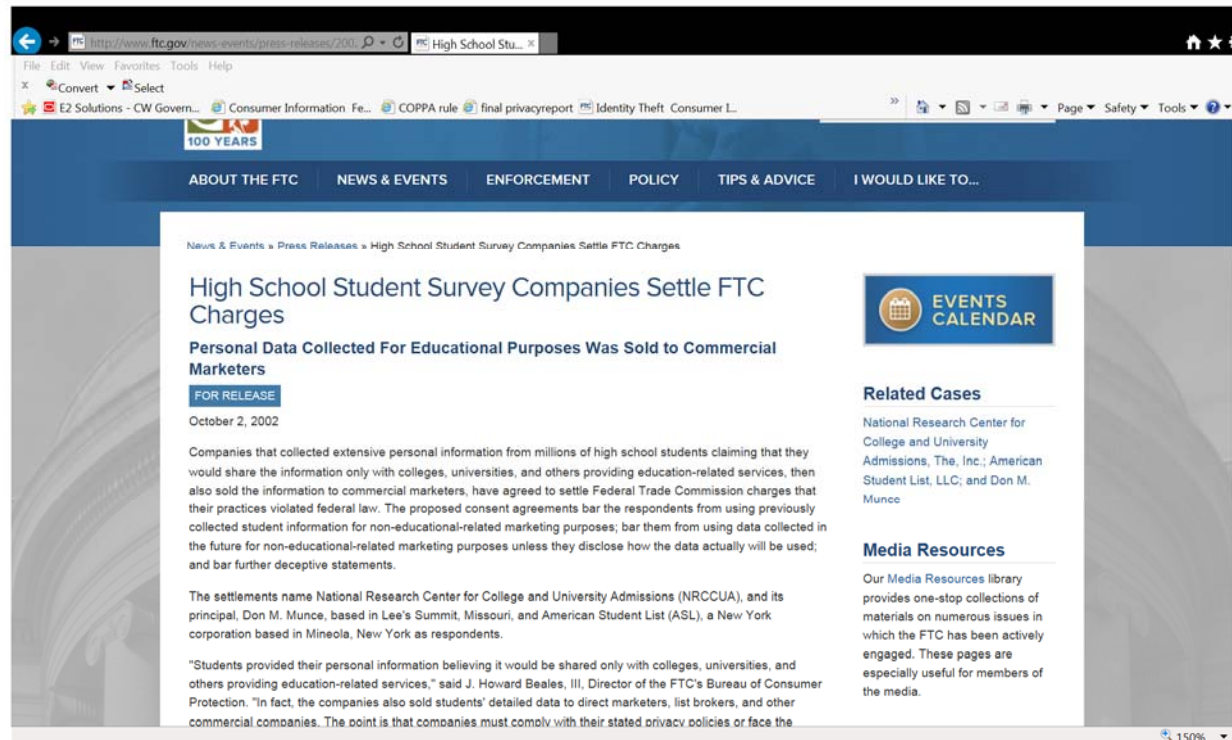 http://www.ftc.gov/news-events/press-releases/200
High School Stu...
File Edit View Favorites Tools Help
x Convert Select
E2 Solutions - CW Govern... Consumer Information Fe... COPPA rule final privacyreport Identity Theft Consumer I... » Page Safety Tools
100 YEARS
ABOUT THE FTC NEWS & EVENTS ENFORCEMENT POLICY TIPS & ADVICE I WOULD LIKE TO...
News & Events » Press Releases » High School Student Survey Companies Settle FTC Charges
High School Student Survey Companies Settle FTC
Charges
Personal Data Collected For Educational Purposes Was Sold to Commercial
Marketers
FOR RELEASE
October 2, 2002
Companies that collected extensive personal information from millions of high school students claiming that they
would share the information only with colleges, universities, and others providing education-related services, then
also sold the information to commercial marketers, have agreed to settle Federal Trade Commission charges that
their practices violated federal law. The proposed consent agreements bar the respondents from using previously
collected student information for non-educational-related marketing purposes; bar them from using data collected in
the future for non-educational-related marketing purposes unless they disclose how the data actually will be used;
and bar further deceptive statements.
The settlements name National Research Center for College and University Admissions (NRCCUA), and its
principal, Don M. Munce, based in Lee's Summit, Missouri, and American Student List (ASL), a New York
corporation based in Mineola, New York as respondents.
"Students provided their personal information believing it would be shared only with colleges, universities, and
others providing education-related services," said J. Howard Beales, III, Director of the FTC's Bureau of Consumer
Protection. "In fact, the companies also sold students' detailed data to direct marketers, list brokers, and other
commercial companies. The point is that companies must comply with their stated privacy policies or face the
EVENTS
CALENDAR
Related Cases
National Research Center for
College and University
Admissions, The, Inc.; American
Student List, LLC; and Don M.
Munce
Media Resources
Our Media Resources library
provides one-stop collections of
materials on numerous issues in
which the FTC has been actively
engaged. These pages are
especially useful for members of
the media.
150%